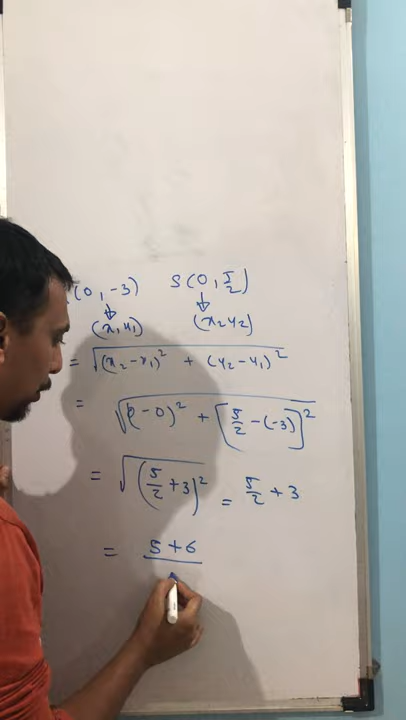 (0, -3) S(0, 5/2)
(x, y₁) (x₂ y₂)
= √(x₂ - x₁)² + (y₂ - y₁)²
= √(0 - 0)² + [5/2 - (-3)]²
= √(5/2 + 3)² = 5/2 + 3
= 5 + 6